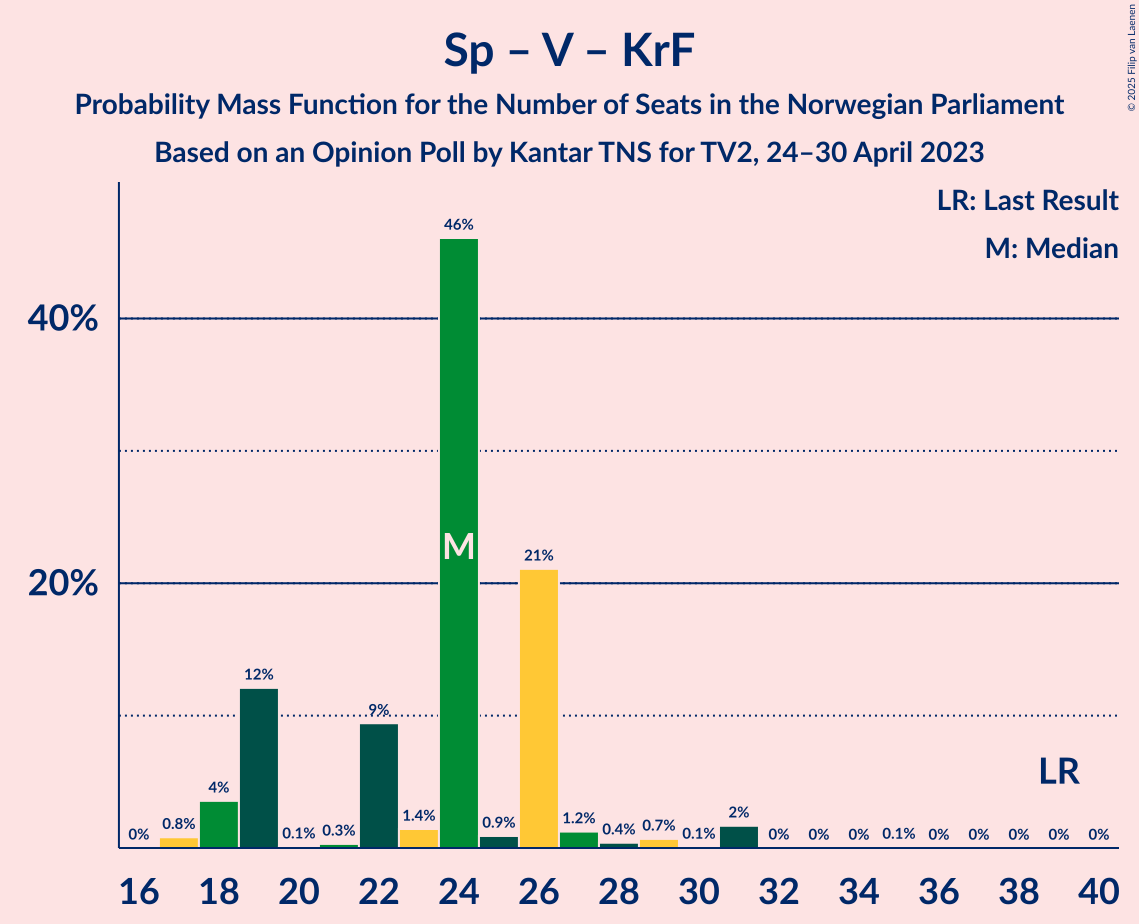 Sp – V – KrF
Probability Mass Function for the Number of Seats in the Norwegian Parliament
Based on an Opinion Poll by Kantar TNS for TV2, 24–30 April 2023
© 2025 Filip van Laenen
LR: Last Result
M: Median
46%
40%
M
21%
20%
12%
9%
LR
4%
0% 0.8% 0.1% 0.3% 1.4% 0.9% 1.2% 0.4% 0.7% 0.1% 2% 0% 0% 0% 0.1% 0% 0% 0% 0% 0%
16 18 20 22 24 26 28 30 32 34 36 38 40